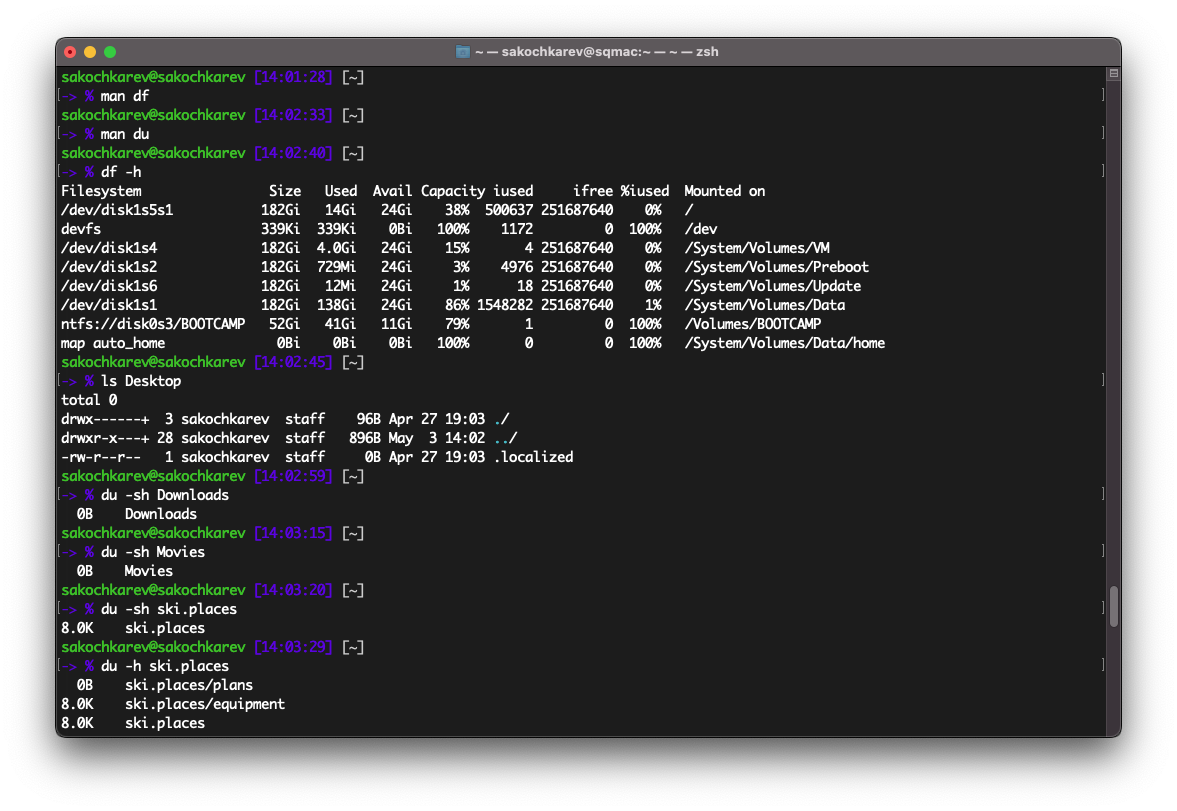 ~ — sakochkarev@sqmac:~ — ~ — zsh
sakochkarev@sakochkarev [14:01:28] [~]
[-> % man df ]
sakochkarev@sakochkarev [14:02:33] [~]
[-> % man du ]
sakochkarev@sakochkarev [14:02:40] [~]
[-> % df -h ]
Filesystem Size Used Avail Capacity iused ifree %iused Mounted on
/dev/disk1s5s1 182Gi 14Gi 24Gi 38% 500637 251687640 0% /
devfs 339Ki 339Ki 0Bi 100% 1172 0 100% /dev
/dev/disk1s4 182Gi 4.0Gi 24Gi 15% 4 251687640 0% /System/Volumes/VM
/dev/disk1s2 182Gi 729Mi 24Gi 3% 4976 251687640 0% /System/Volumes/Preboot
/dev/disk1s6 182Gi 12Mi 24Gi 1% 18 251687640 0% /System/Volumes/Update
/dev/disk1s1 182Gi 138Gi 24Gi 86% 1548282 251687640 1% /System/Volumes/Data
ntfs://disk0s3/BOOTCAMP 52Gi 41Gi 11Gi 79% 1 0 100% /Volumes/BOOTCAMP
map auto_home 0Bi 0Bi 0Bi 100% 0 0 100% /System/Volumes/Data/home
sakochkarev@sakochkarev [14:02:45] [~]
[-> % ls Desktop ]
total 0
drwx------+ 3 sakochkarev staff 96B Apr 27 19:03 ./
drwxr-x---+ 28 sakochkarev staff 896B May 3 14:02 ../
-rw-r--r-- 1 sakochkarev staff 0B Apr 27 19:03 .localized
sakochkarev@sakochkarev [14:02:59] [~]
[-> % du -sh Downloads ]
0B Downloads
sakochkarev@sakochkarev [14:03:15] [~]
[-> % du -sh Movies ]
0B Movies
sakochkarev@sakochkarev [14:03:20] [~]
[-> % du -sh ski.places ]
8.0K ski.places
sakochkarev@sakochkarev [14:03:29] [~]
[-> % du -h ski.places ]
0B ski.places/plans
8.0K ski.places/equipment
8.0K ski.places